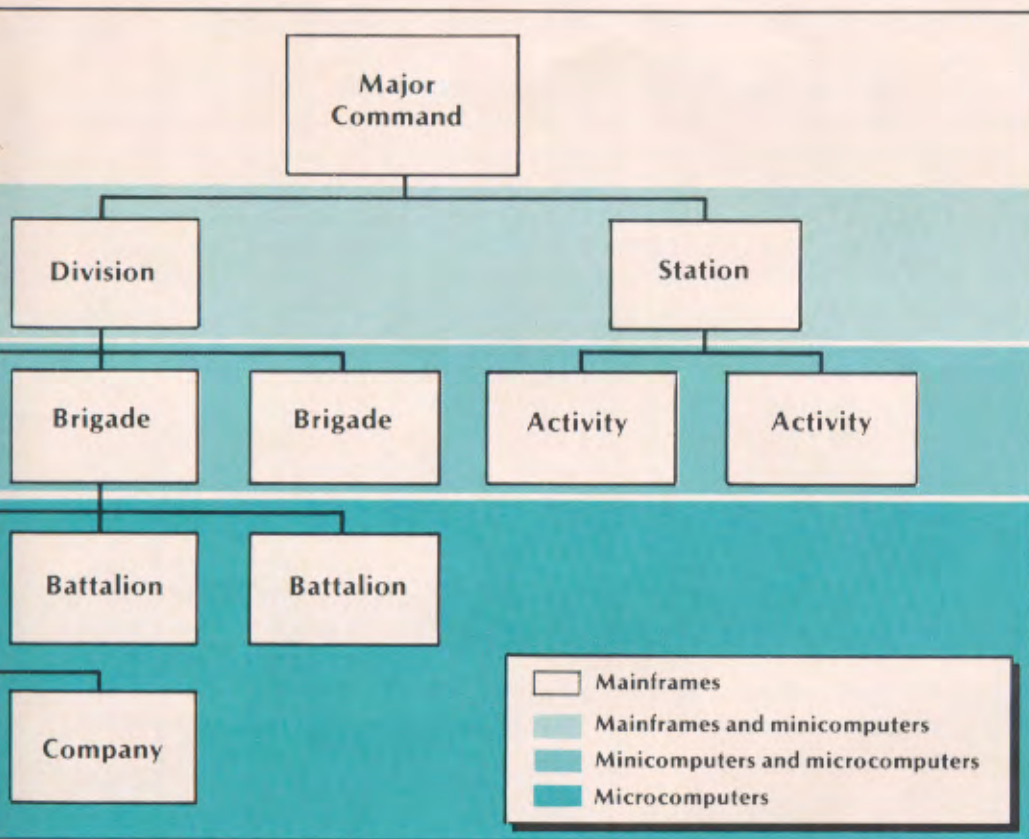 Major
Command
Division
Station
Brigade
Brigade
Activity
Activity
Battalion
Battalion
Company
Mainframes
Mainframes and minicomputers
Minicomputers and microcomputers
Microcomputers